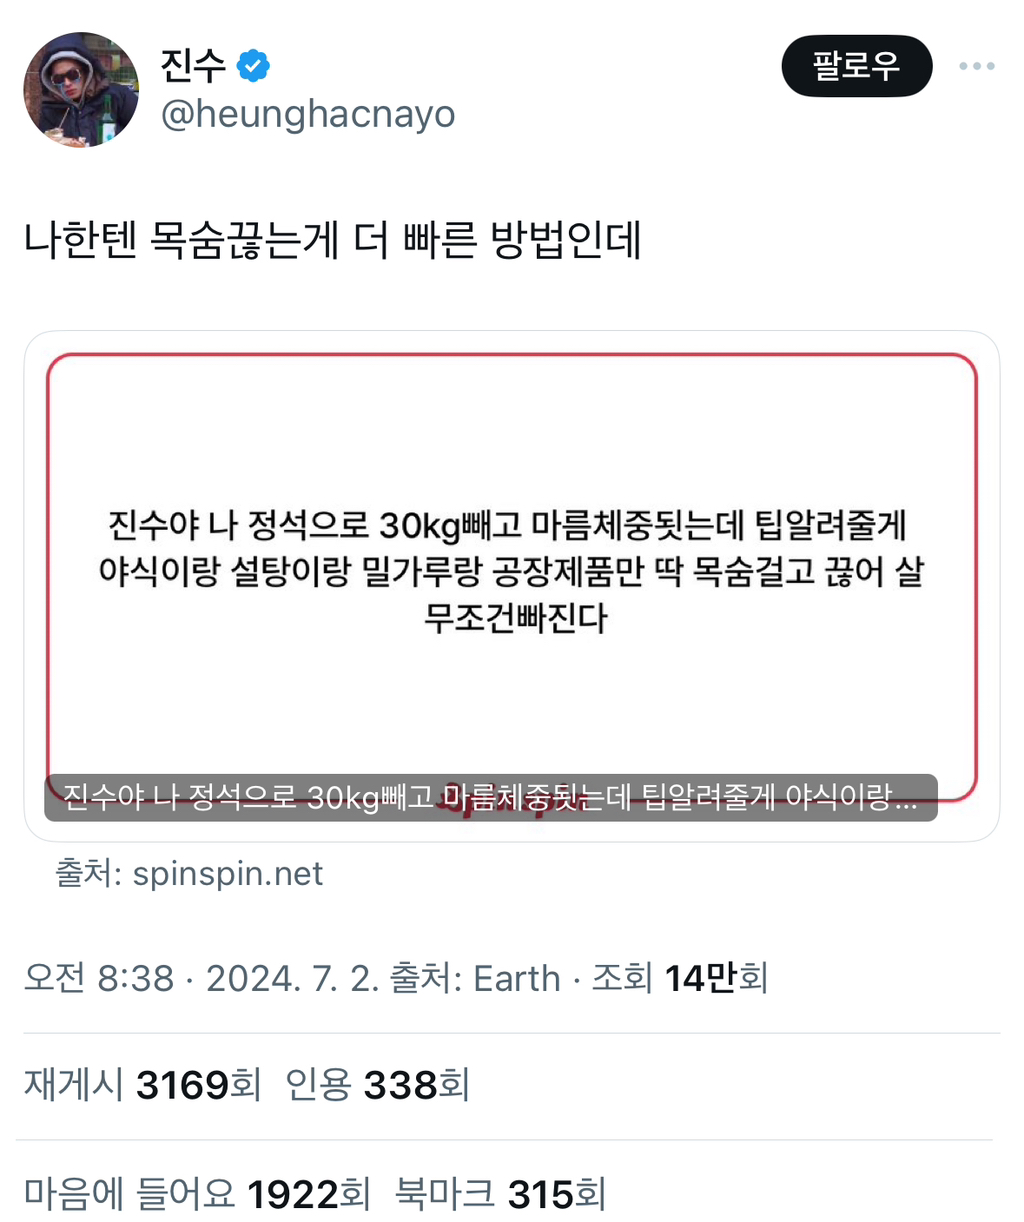 진수
@heunghacnayo
팔로우
나한텐 목숨끊는게 더 빠른 방법인데
진수야 나 정석으로 30kg빼고 마름체중됫는데 팁알려줄게
야식이랑 설탕이랑 밀가루랑 공장제품만 딱 목숨걸고 끊어 살
무조건빠진다
spinspin
진수야 나 정석으로 30kg빼고 마름체중됫는데 팁알려줄게 야식이랑...
출처: spinspin.net
오전 8:38 · 2024. 7. 2. 출처: Earth · 조회 14만회
재게시 3169회 인용 338회
마음에 들어요 1922회 북마크 315회